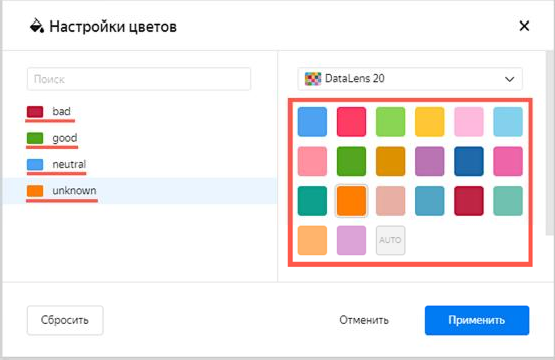 Настройки цветов
Поиск
DataLens 20
bad
good
neutral
unknown
AUTO
Сбросить
Отменить
Применить